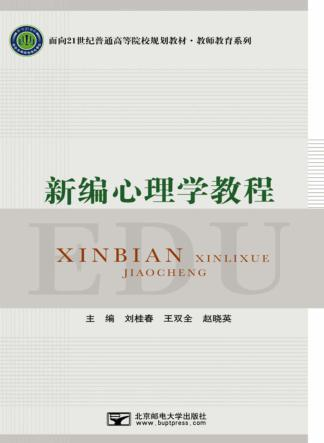 面向21世纪普通高等院校规划教材·教师教育系列
新编心理学教程
EDU
XINBIAN XINLIXUE
JIAOCHENG
主 编 刘桂春 王双全 赵晓英
北京邮电大学出版社
www.buptpress.com